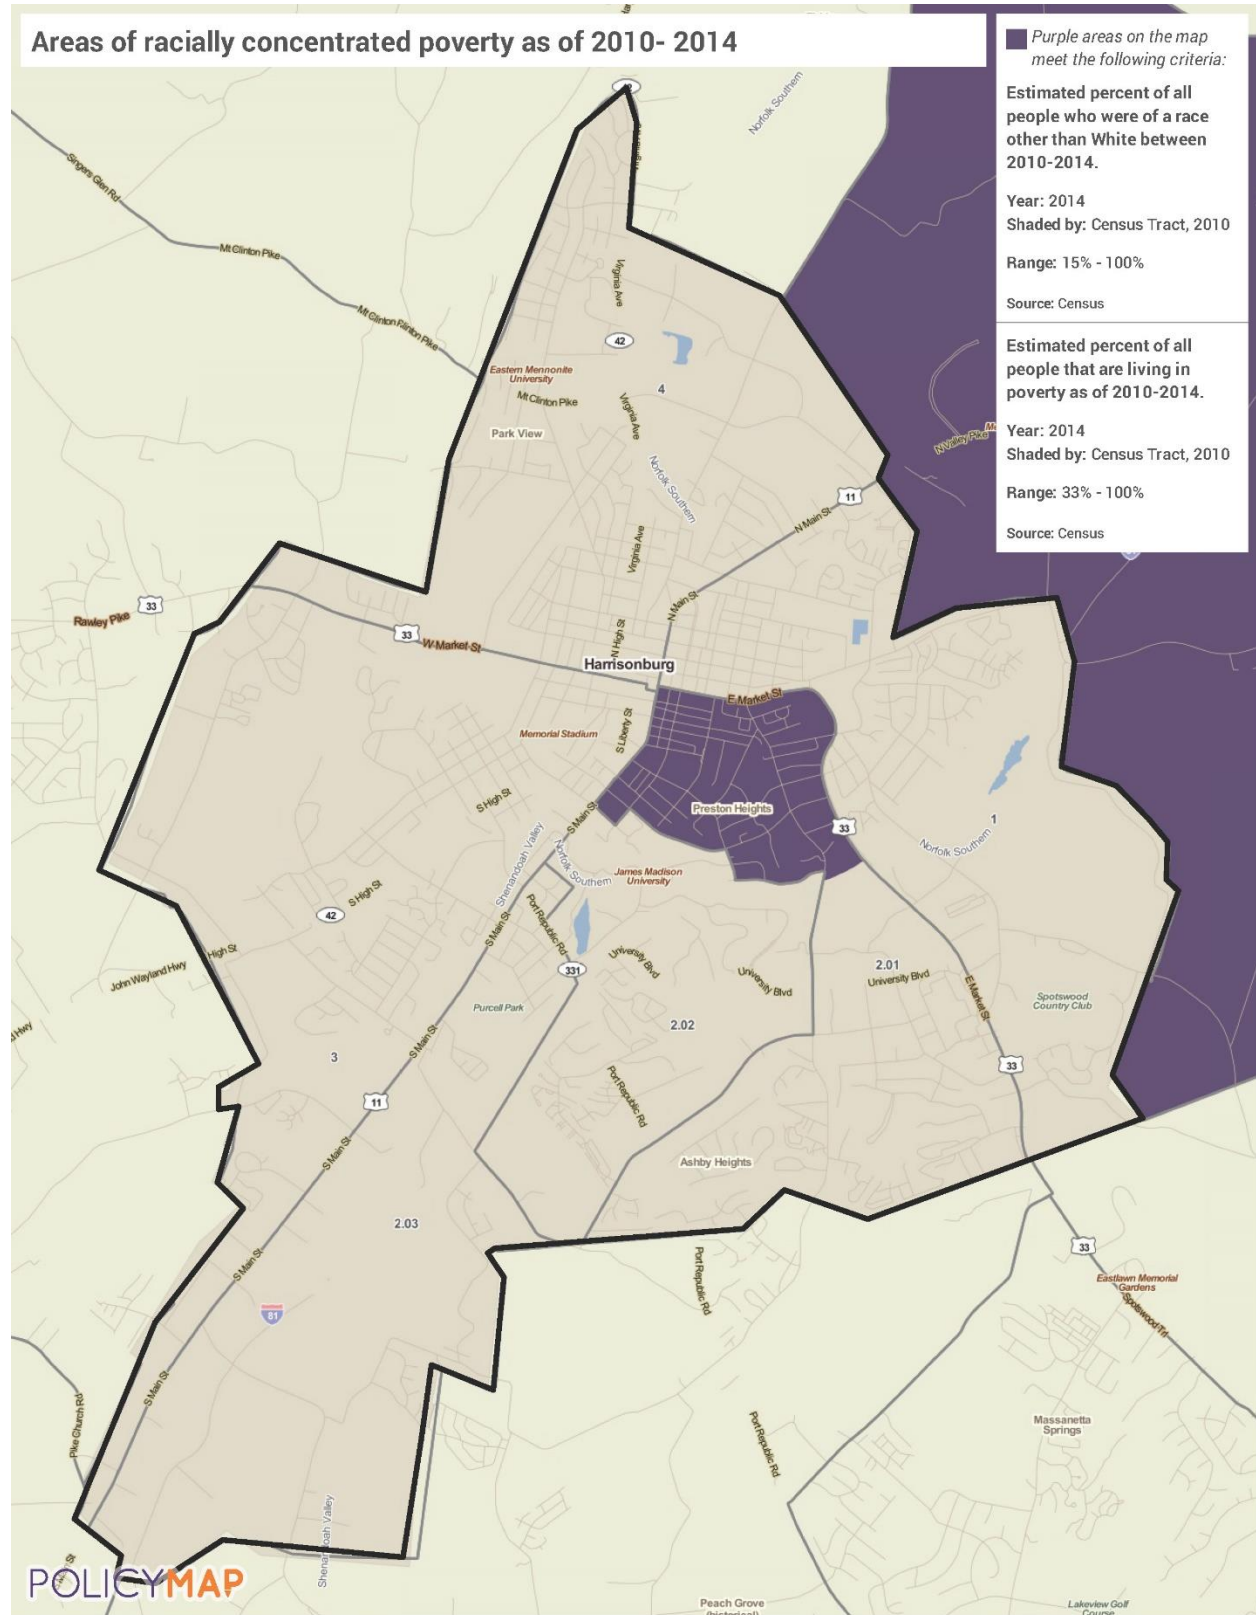 Areas of racially concentrated poverty as of 2010- 2014
Purple areas on the map
meet the following criteria:
Estimated percent of all
people who were of a race
other than White between
2010-2014.
Year: 2014
Shaded by: Census Tract, 2010
Range: 15% - 100%
Source: Census
Estimated percent of all
people that are living in
poverty as of 2010-2014.
Year: 2014
Shaded by: Census Tract, 2010
Range: 33% - 100%
Source: Census
Norfolk Southern
Singers Glen Rd
Mt Clinton Pike
Virginia Ave
Mt Clinton Pike
42
Eastern Mennonite
University
4
Mt Clinton Pike
Virginia Ave
Park View
N Valley Pike
Norfolk Southern
11
N Main St
Virginia Ave
33
Rawley Pike
N Main St
33
W Market St
N High St
Harrisonburg
E Market St
S Liberty St
Memorial Stadium
S High St
Preston Heights
S Main St
33
1
Norfolk Southern
Shenandoah Valley
Norfolk Southern
James Madison
University
S High St
42
Port Republic Rd
S Main St
High St
John Wayland Hwy
331
University Blvd
University Blvd
2.01
University Blvd
E Market St
Spotswood
Country Club
Purcell Park
2.02
Hwy
S Main St
3
33
Port Republic Rd
11
S Main St
Ashby Heights
2.03
S Main St
33
Port Republic Rd
Eastlawn Memorial
Gardens
Spotswood Trl
81
S Main St
Pike Church Rd
Port Republic Rd
Massanetta
Springs
Shenandoah Valley
POLICYMAP
Peach Grove
(historical)
Lakeview Golf
Course